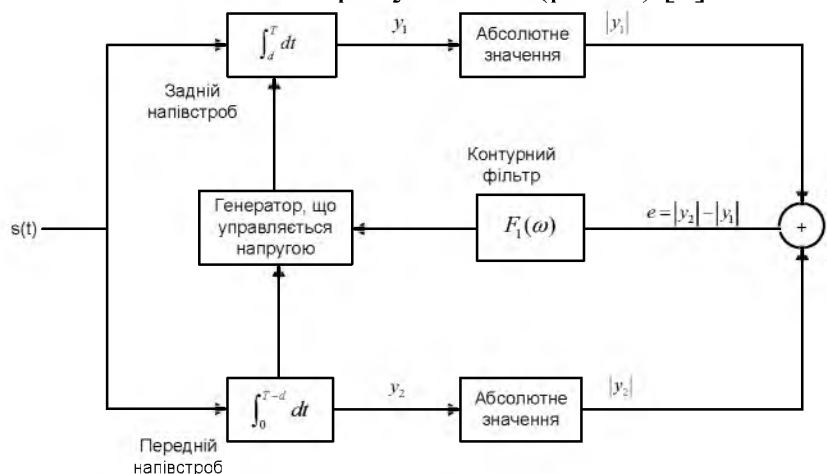 ∫_d^T dt
y₁
Абсолютне
значення
|y₁|
Задній
напівстроб
Контурний
фільтр
s(t)
Генератор, що
управляється
напругою
F₁(ω)
e = |y₂| − |y₁|
+
∫_0^{T−d} dt
y₂
Абсолютне
значення
|y₂|
Передній
напівстроб